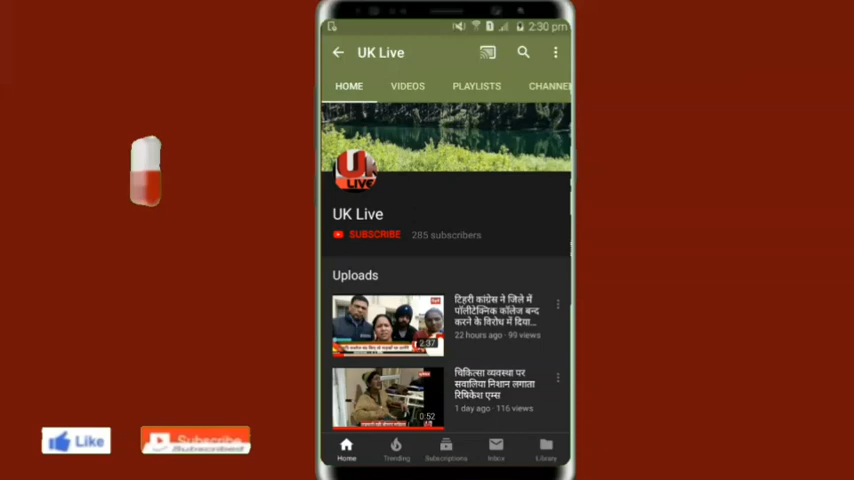 2:30 pm
UK Live
HOME VIDEOS PLAYLISTS CHANNEL
UK
LIVE
UK Live
SUBSCRIBE 285 subscribers
Uploads
टिहरी कांग्रेस ने जिले में
पॉलीटेक्निक कॉलेज बन्द
करने के विरोध में दिया...
22 hours ago · 99 views
2:37
चिकित्सा व्यवस्था पर
सवालिया निशान लगाता
रिषिकेश एम्स
1 day ago · 116 views
0:52
Like
Subscribe
Subscribed
Home Trending Subscriptions Inbox Library